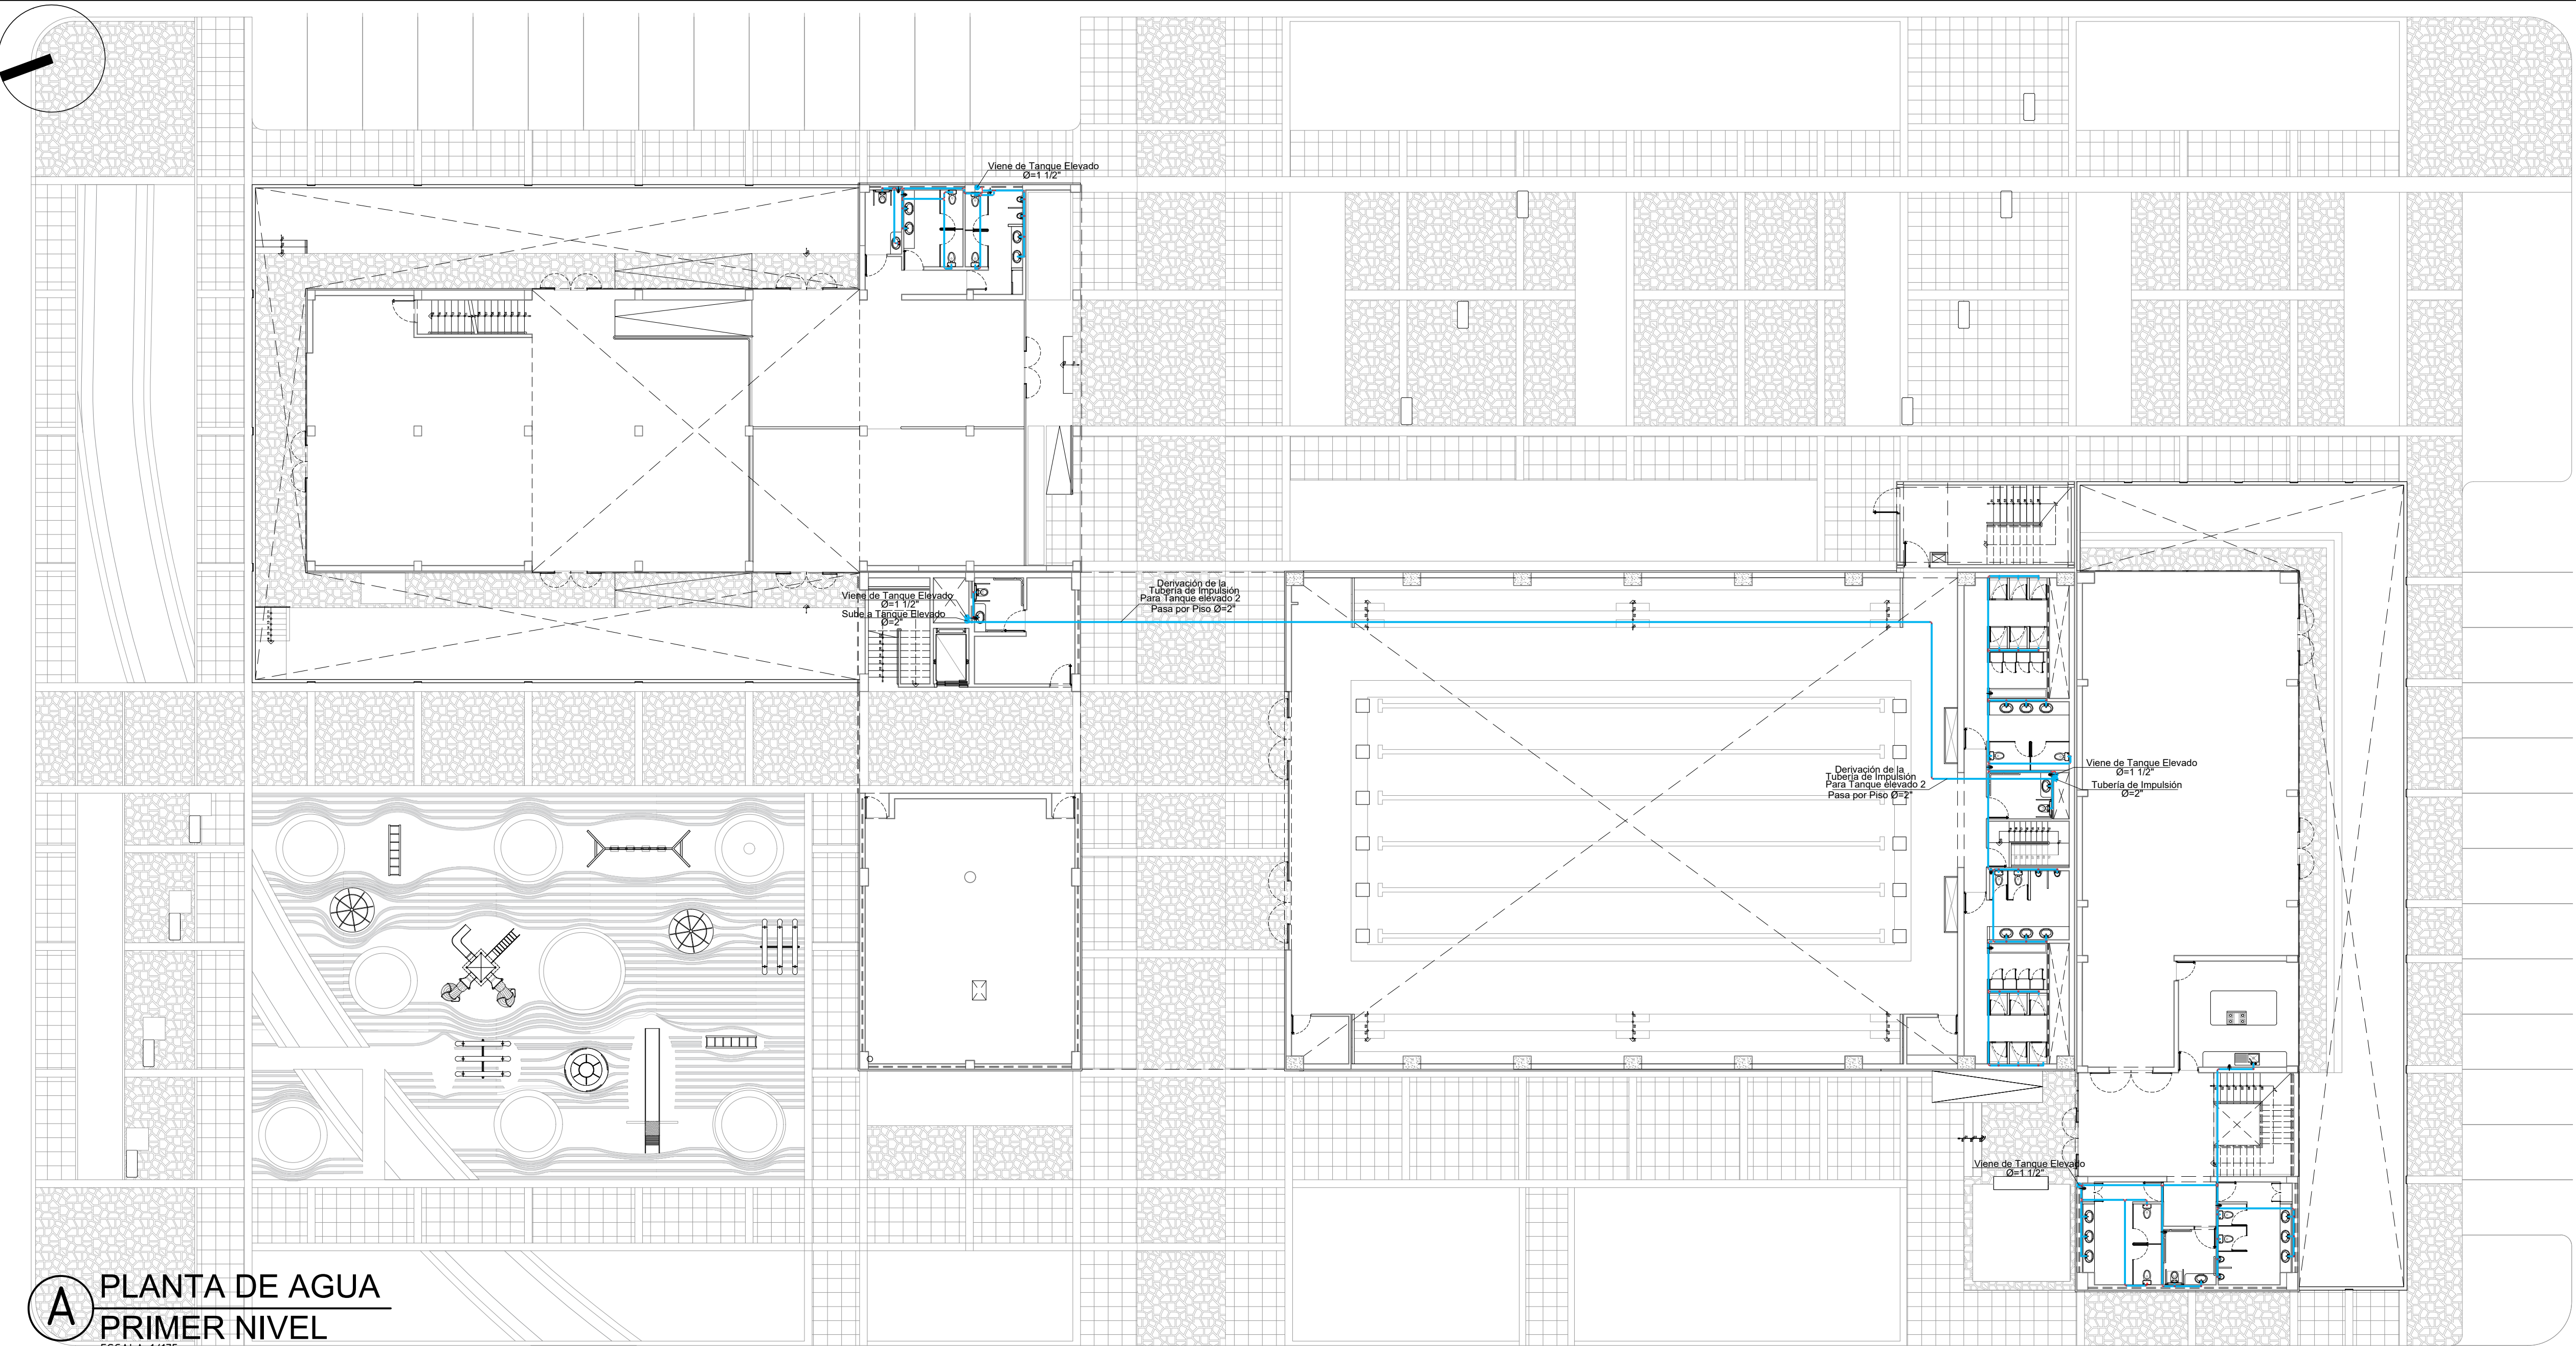 Viene de Tanque Elevado
Ø=1 1/2"
Viene de Tanque Elevado
Ø=1 1/2"
Sube a Tanque Elevado
Ø=2"
Derivación de la
Tubería de Impulsión
Para Tanque elevado 2
Pasa por Piso Ø=2"
Derivación de la
Tubería de Impulsión
Para Tanque elevado 2
Pasa por Piso Ø=2"
Viene de Tanque Elevado
Ø=1 1/2"
Tubería de Impulsión
Ø=2"
Viene de Tanque Elevado
Ø=1 1/2"
A
PLANTA DE AGUA
PRIMER NIVEL